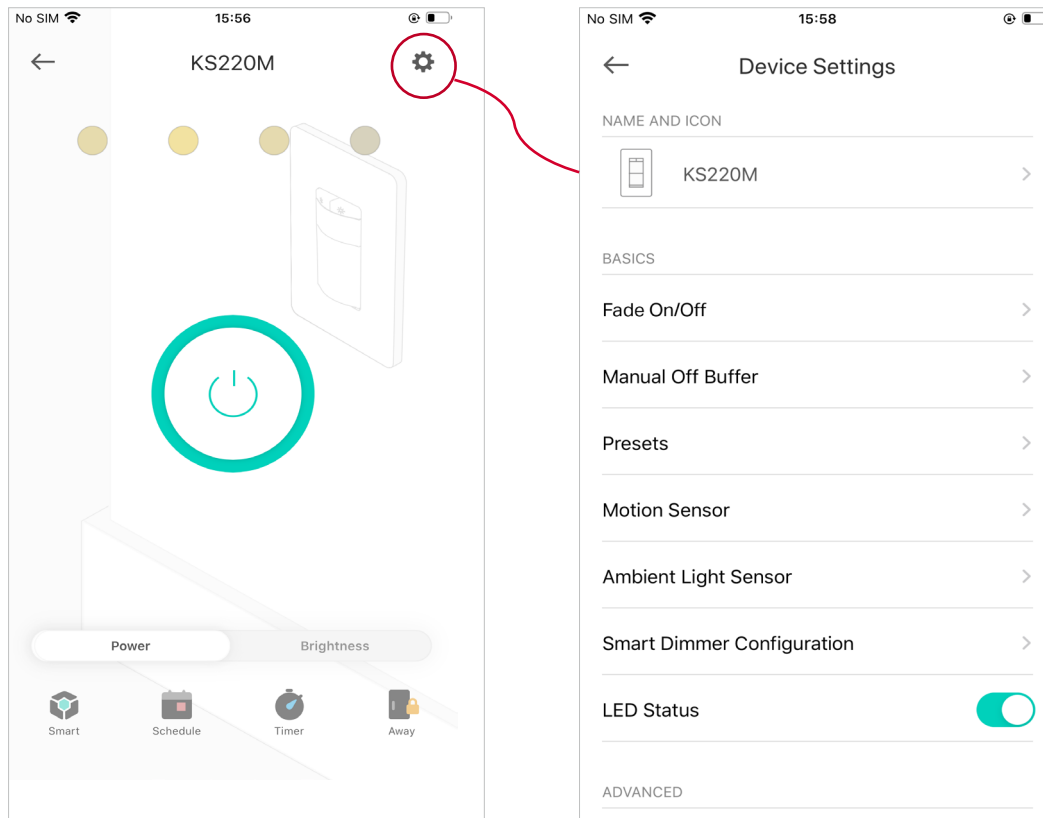 No SIM 15:56
KS220M
Power Brightness
Smart Schedule Timer Away
No SIM 15:58
Device Settings
NAME AND ICON
KS220M
BASICS
Fade On/Off
Manual Off Buffer
Presets
Motion Sensor
Ambient Light Sensor
Smart Dimmer Configuration
LED Status
ADVANCED